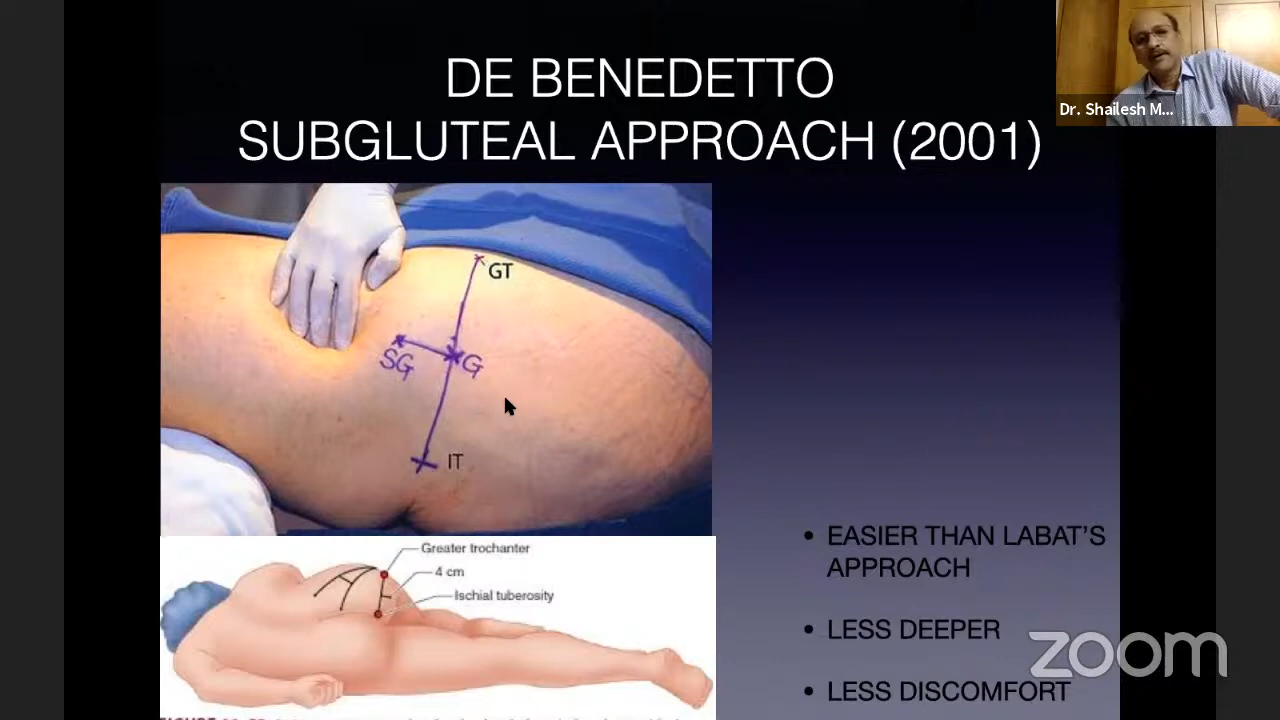 DE BENEDETTO
SUBGLUTEAL APPROACH (2001)
Dr. Shailesh M...
GT
SG
G
IT
Greater trochanter
4 cm
Ischial tuberosity
• EASIER THAN LABAT'S
APPROACH
• LESS DEEPER
• LESS DISCOMFORT
zoom